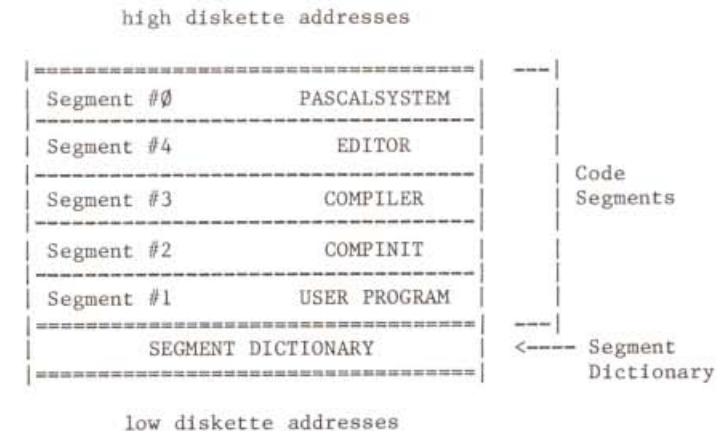 high diskette addresses
Segment #Ø PASCALSYSTEM
Segment #4 EDITOR
Code
Segment #3 COMPILER Segments
Segment #2 COMPINIT
Segment #1 USER PROGRAM
SEGMENT DICTIONARY <---- Segment
Dictionary
low diskette addresses